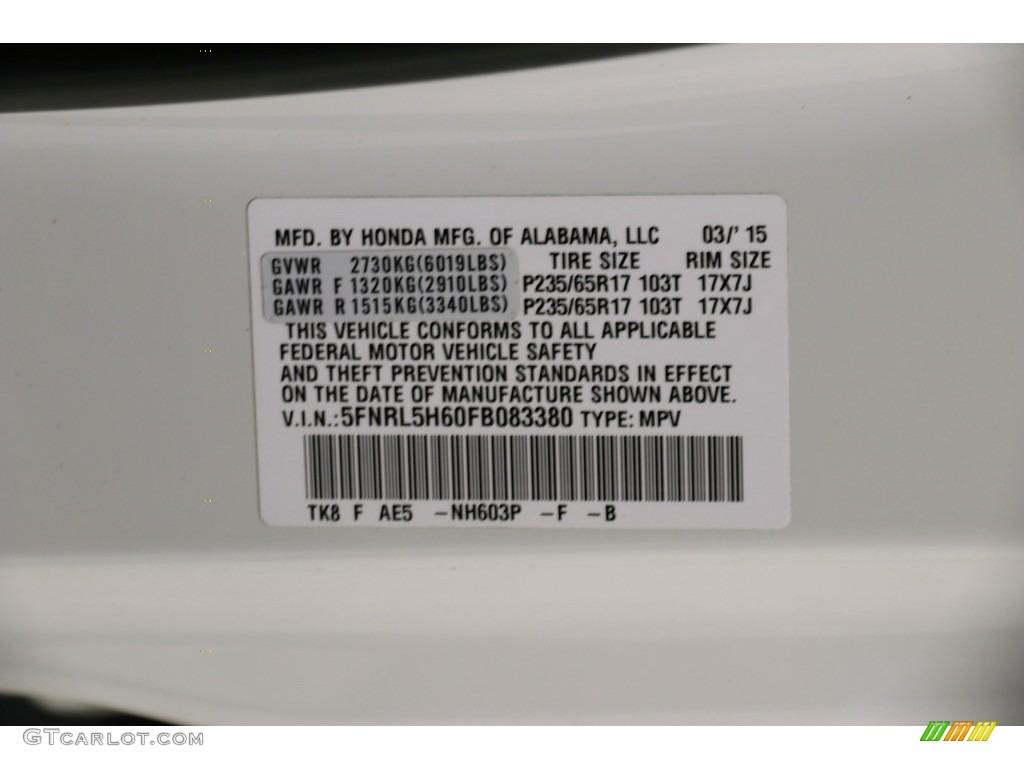 MFD. BY HONDA MFG. OF ALABAMA, LLC 03/' 15
GVWR 2730KG(6019LBS) TIRE SIZE RIM SIZE
GAWR F 1320KG(2910LBS) P235/65R17 103T 17X7J
GAWR R 1515KG(3340LBS) P235/65R17 103T 17X7J
THIS VEHICLE CONFORMS TO ALL APPLICABLE
FEDERAL MOTOR VEHICLE SAFETY
AND THEFT PREVENTION STANDARDS IN EFFECT
ON THE DATE OF MANUFACTURE SHOWN ABOVE.
V.I.N.:5FNRL5H60FB083380 TYPE: MPV
TK8 F AE5 -NH603P -F -B
GTCARLOT.COM